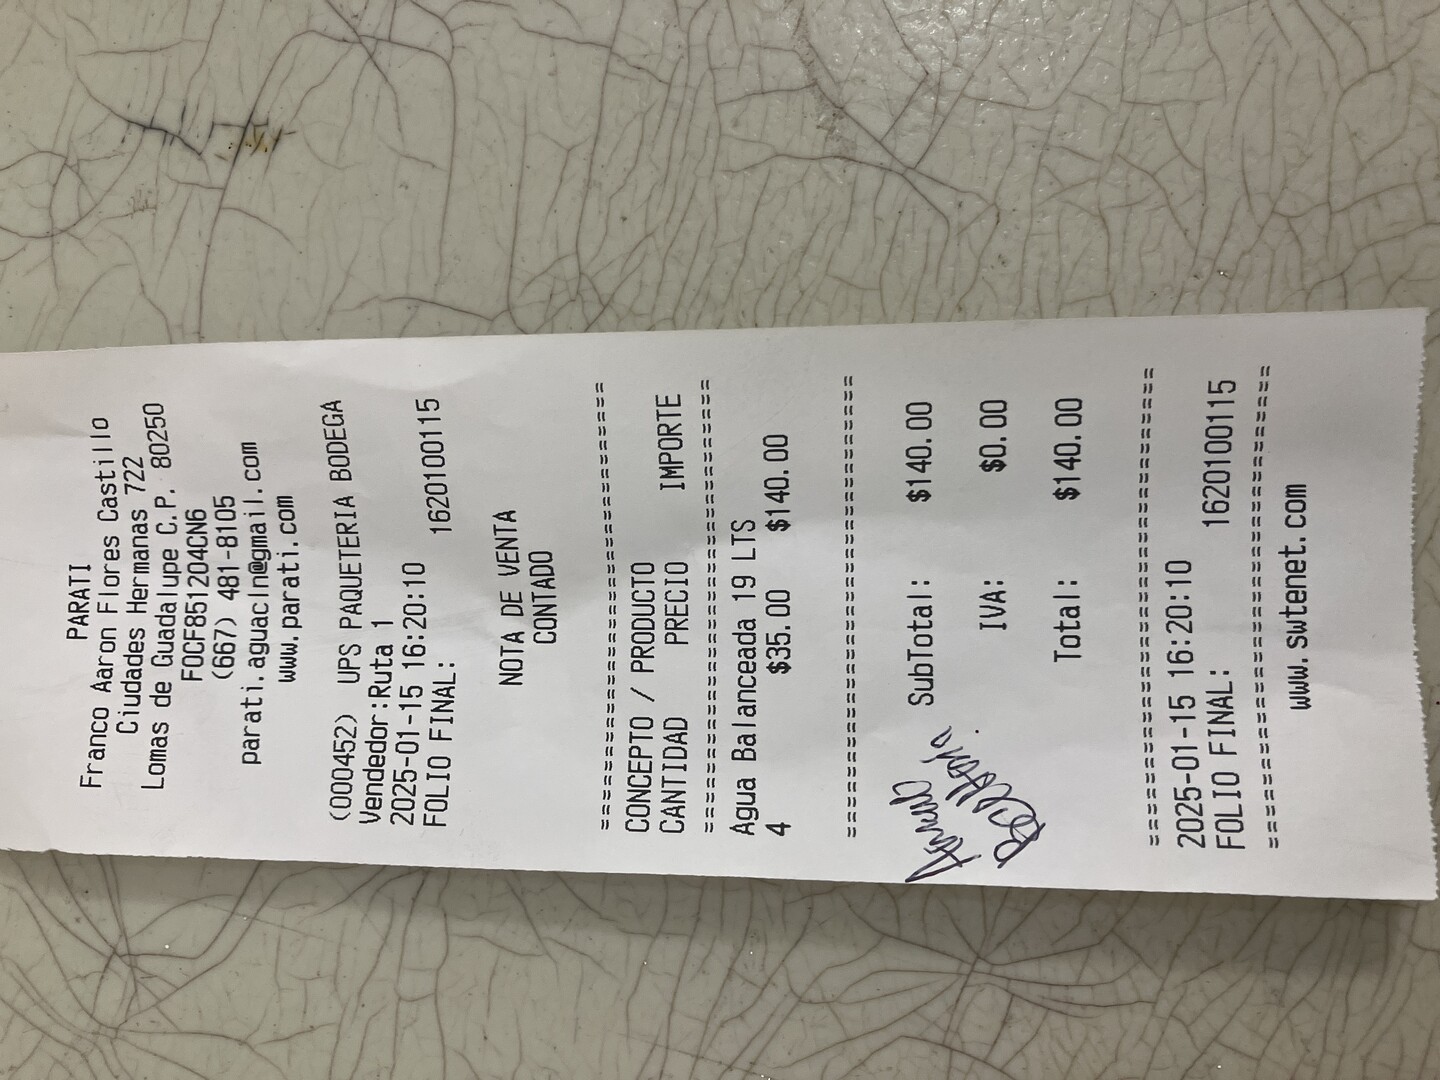 PARATI
Franco Aaron Flores Castillo
Ciudades Hermanas 722
Lomas de Guadalupe C.P. 80250
FOCF851204CN6
(667) 481-8105
parati.aguacln@gmail.com
www.parati.com
(000452) UPS PAQUETERIA BODEGA
Vendedor:Ruta 1
2025-01-15 16:20:10
FOLIO FINAL: 1620100115
NOTA DE VENTA
CONTADO
==============================
CONCEPTO / PRODUCTO
CANTIDAD PRECIO IMPORTE
==============================
Agua Balanceada 19 LTS
4 $35.00 $140.00
==============================
SubTotal: $140.00
IVA: $0.00
Total: $140.00
==============================
2025-01-15 16:20:10
FOLIO FINAL: 1620100115
==============================
www.swtenet.com